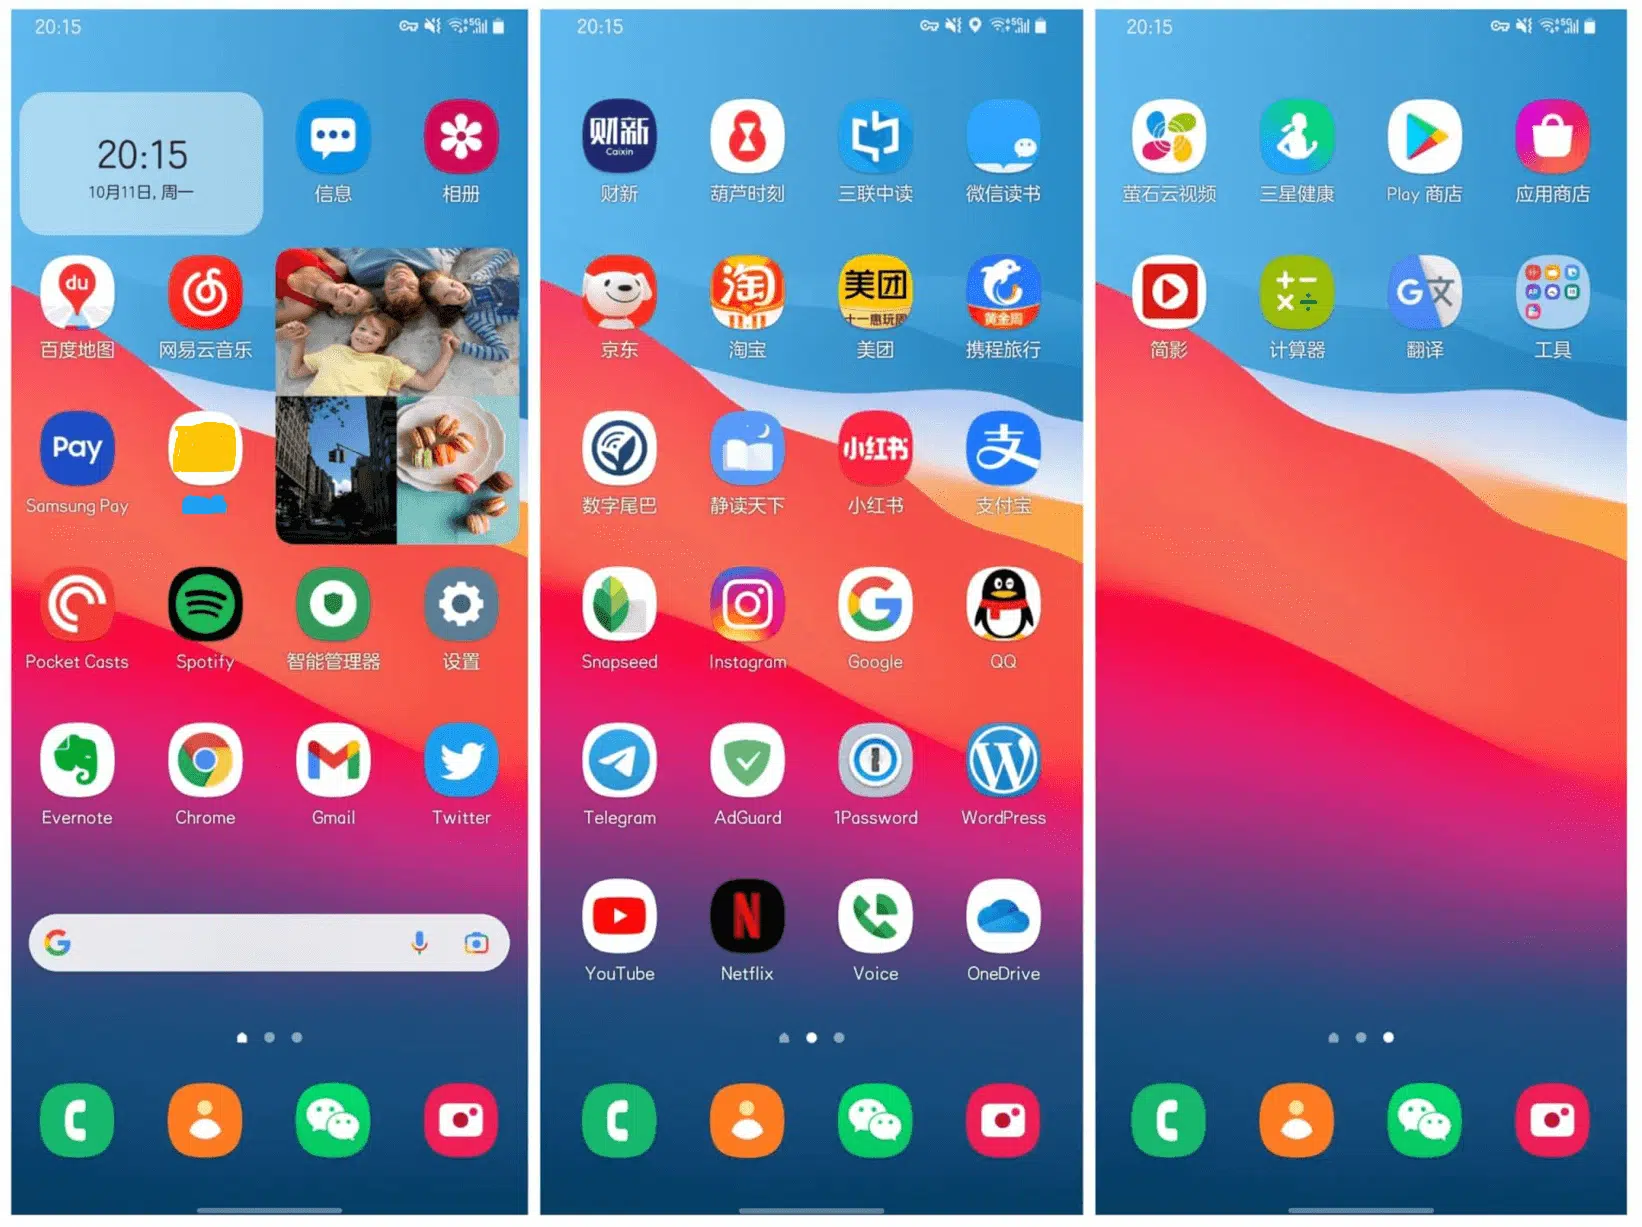 20:15
5G
20:15
10月11日, 周一
信息
相册
du
百度地图
网易云音乐
Pay
Samsung Pay
Pocket Casts
Spotify
智能管理器
设置
Evernote
Chrome
Gmail
Twitter
20:15
5G
财新
Caixin
财新
葫芦时刻
三联中读
微信读书
京东
淘
淘宝
美团
十一惠玩周
美团
黄金周
携程旅行
数字尾巴
静读天下
小红书
小红书
支
支付宝
Snapseed
Instagram
Google
QQ
Telegram
AdGuard
1Password
WordPress
YouTube
Netflix
Voice
OneDrive
20:15
5G
萤石云视频
三星健康
Play 商店
应用商店
简影
计算器
G文
翻译
工具